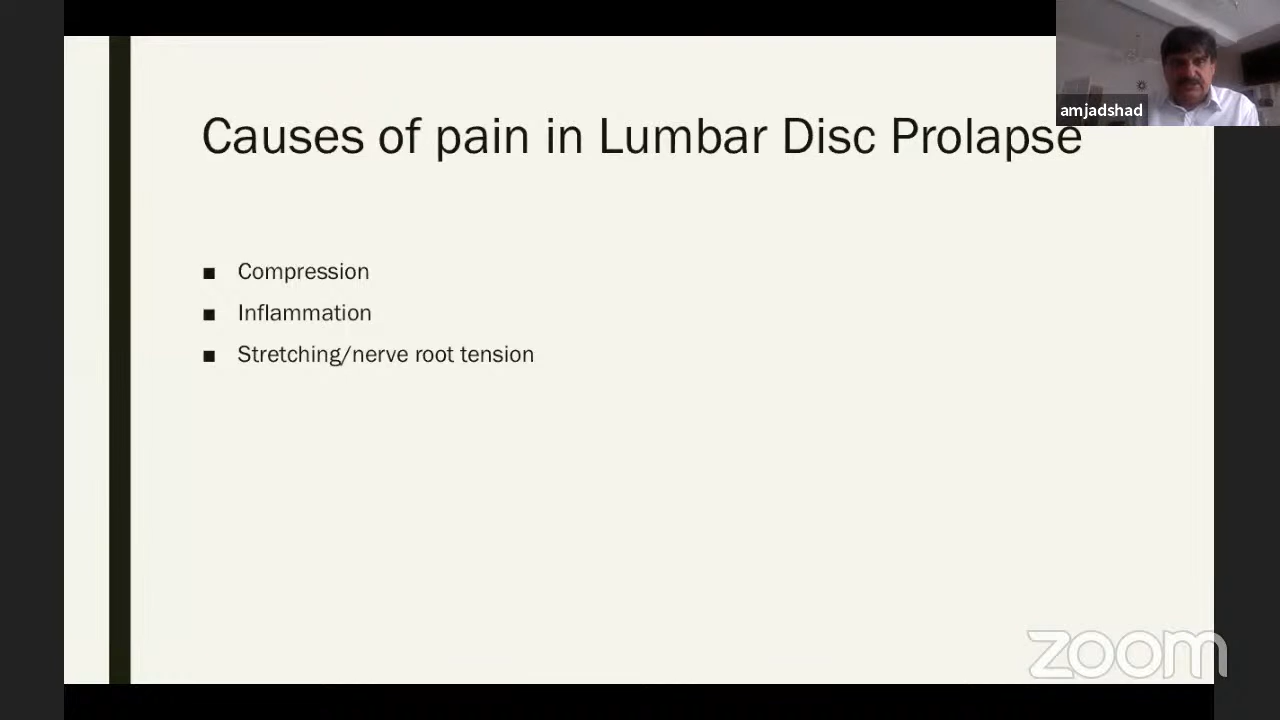 amjadshad
Causes of pain in Lumbar Disc Prolapse
■ Compression
■ Inflammation
■ Stretching/nerve root tension
zoom